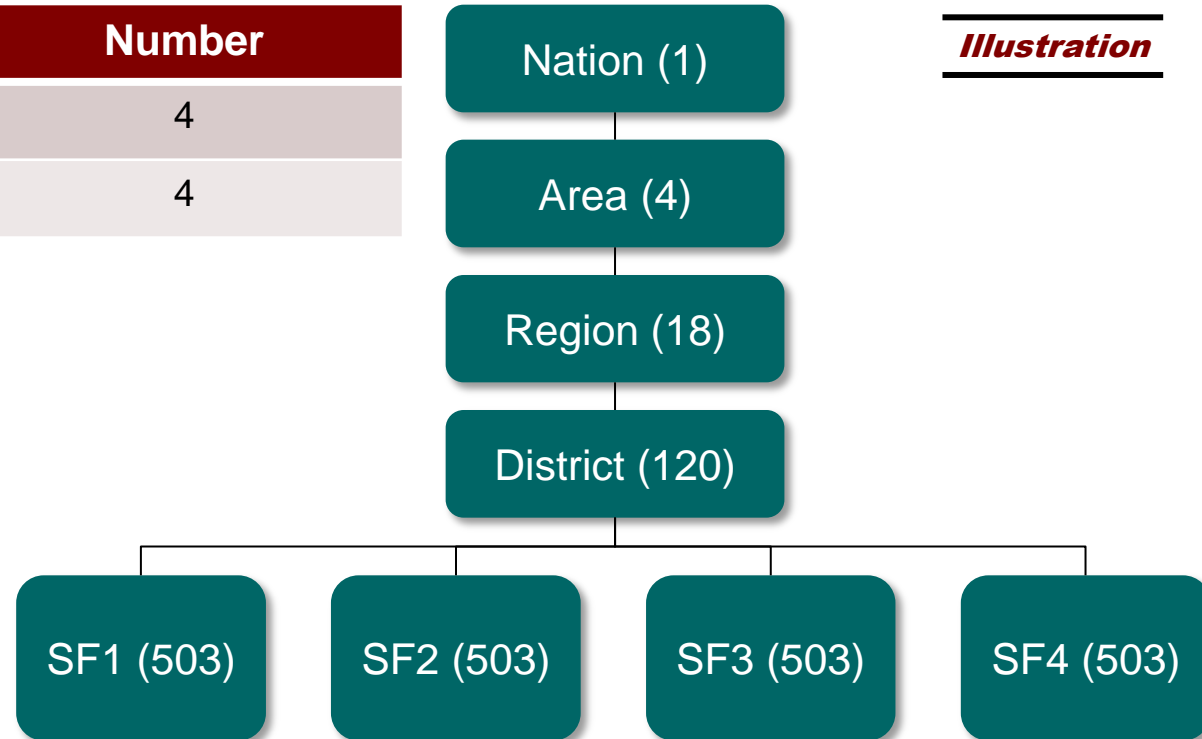 Number
4
4
Illustration
Nation (1)
Area (4)
Region (18)
District (120)
SF1 (503)
SF2 (503)
SF3 (503)
SF4 (503)